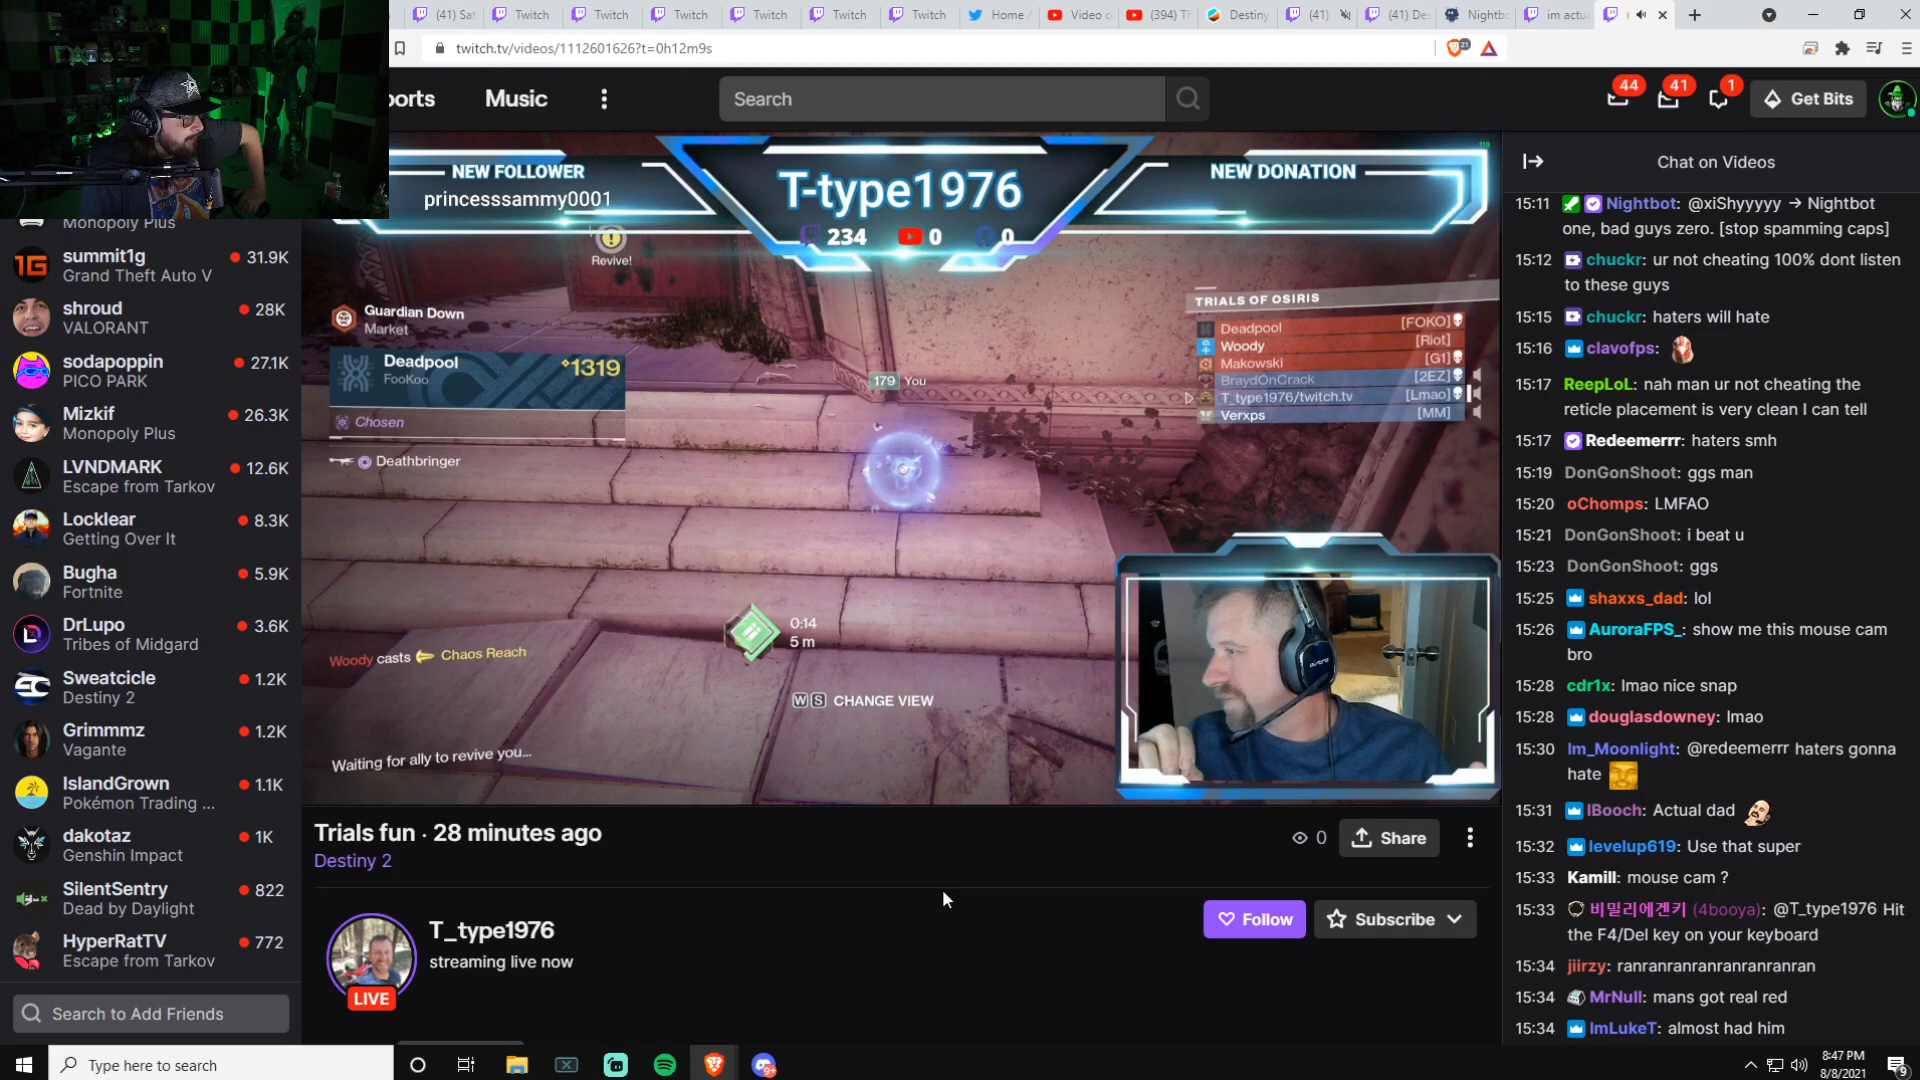 (41) Sat
Twitch
Twitch
Twitch
Twitch
Twitch
Twitch
Home /
Video c
(394) Th
Destiny
(41)
(41) Des
Nightbo
im actu
twitch.tv/videos/1112601626?t=0h12m9s
21
ports
Music
Search
44
41
1
Get Bits
Monopoly Plus
summit1g
31.9K
Grand Theft Auto V
shroud
28K
VALORANT
sodapoppin
27.1K
PICO PARK
Mizkif
26.3K
Monopoly Plus
LVNDMARK
12.6K
Escape from Tarkov
Locklear
8.3K
Getting Over It
Bugha
5.9K
Fortnite
DrLupo
3.6K
Tribes of Midgard
Sweatcicle
1.2K
Destiny 2
Grimmmz
1.2K
Vagante
IslandGrown
1.1K
Pokémon Trading ...
dakotaz
1K
Genshin Impact
SilentSentry
822
Dead by Daylight
HyperRatTV
772
Escape from Tarkov
Search to Add Friends
NEW FOLLOWER
princesssammy0001
T-type1976
234
0
0
NEW DONATION
119
Revive!
Guardian Down
Market
Deadpool
FooKoo
1319
Chosen
Deathbringer
179 You
TRIALS OF OSIRIS
Deadpool [FOKO]
Woody [Riot]
Makowski [G1]
BraydOnCrack [2EZ]
T_type1976/twitch.tv [Lmao]
Verxps [MM]
0:14
5 m
Woody casts Chaos Reach
W S CHANGE VIEW
Waiting for ally to revive you...
astro
Trials fun · 28 minutes ago
Destiny 2
0
Share
T_type1976
streaming live now
LIVE
Follow
Subscribe
Chat on Videos
15:11 Nightbot: @xiShyyyyy → Nightbot
one, bad guys zero. [stop spamming caps]
15:12 chuckr: ur not cheating 100% dont listen
to these guys
15:15 chuckr: haters will hate
15:16 clavofps:
15:17 ReepLoL: nah man ur not cheating the
reticle placement is very clean I can tell
15:17 Redeemerrr: haters smh
15:19 DonGonShoot: ggs man
15:20 oChomps: LMFAO
15:21 DonGonShoot: i beat u
15:23 DonGonShoot: ggs
15:25 shaxxs_dad: lol
15:26 AuroraFPS_: show me this mouse cam
bro
15:28 cdr1x: lmao nice snap
15:28 douglasdowney: lmao
15:30 Im_Moonlight: @redeemerrr haters gonna
hate
15:31 IBooch: Actual dad
15:32 levelup619: Use that super
15:33 Kamill: mouse cam ?
15:33 비밀리에겐키 (4booya): @T_type1976 Hit
the F4/Del key on your keyboard
15:34 jiirzy: ranranranranranranran
15:34 MrNull: mans got real red
15:34 ImLukeT: almost had him
Type here to search
9+
8:47 PM
8/8/2021
9